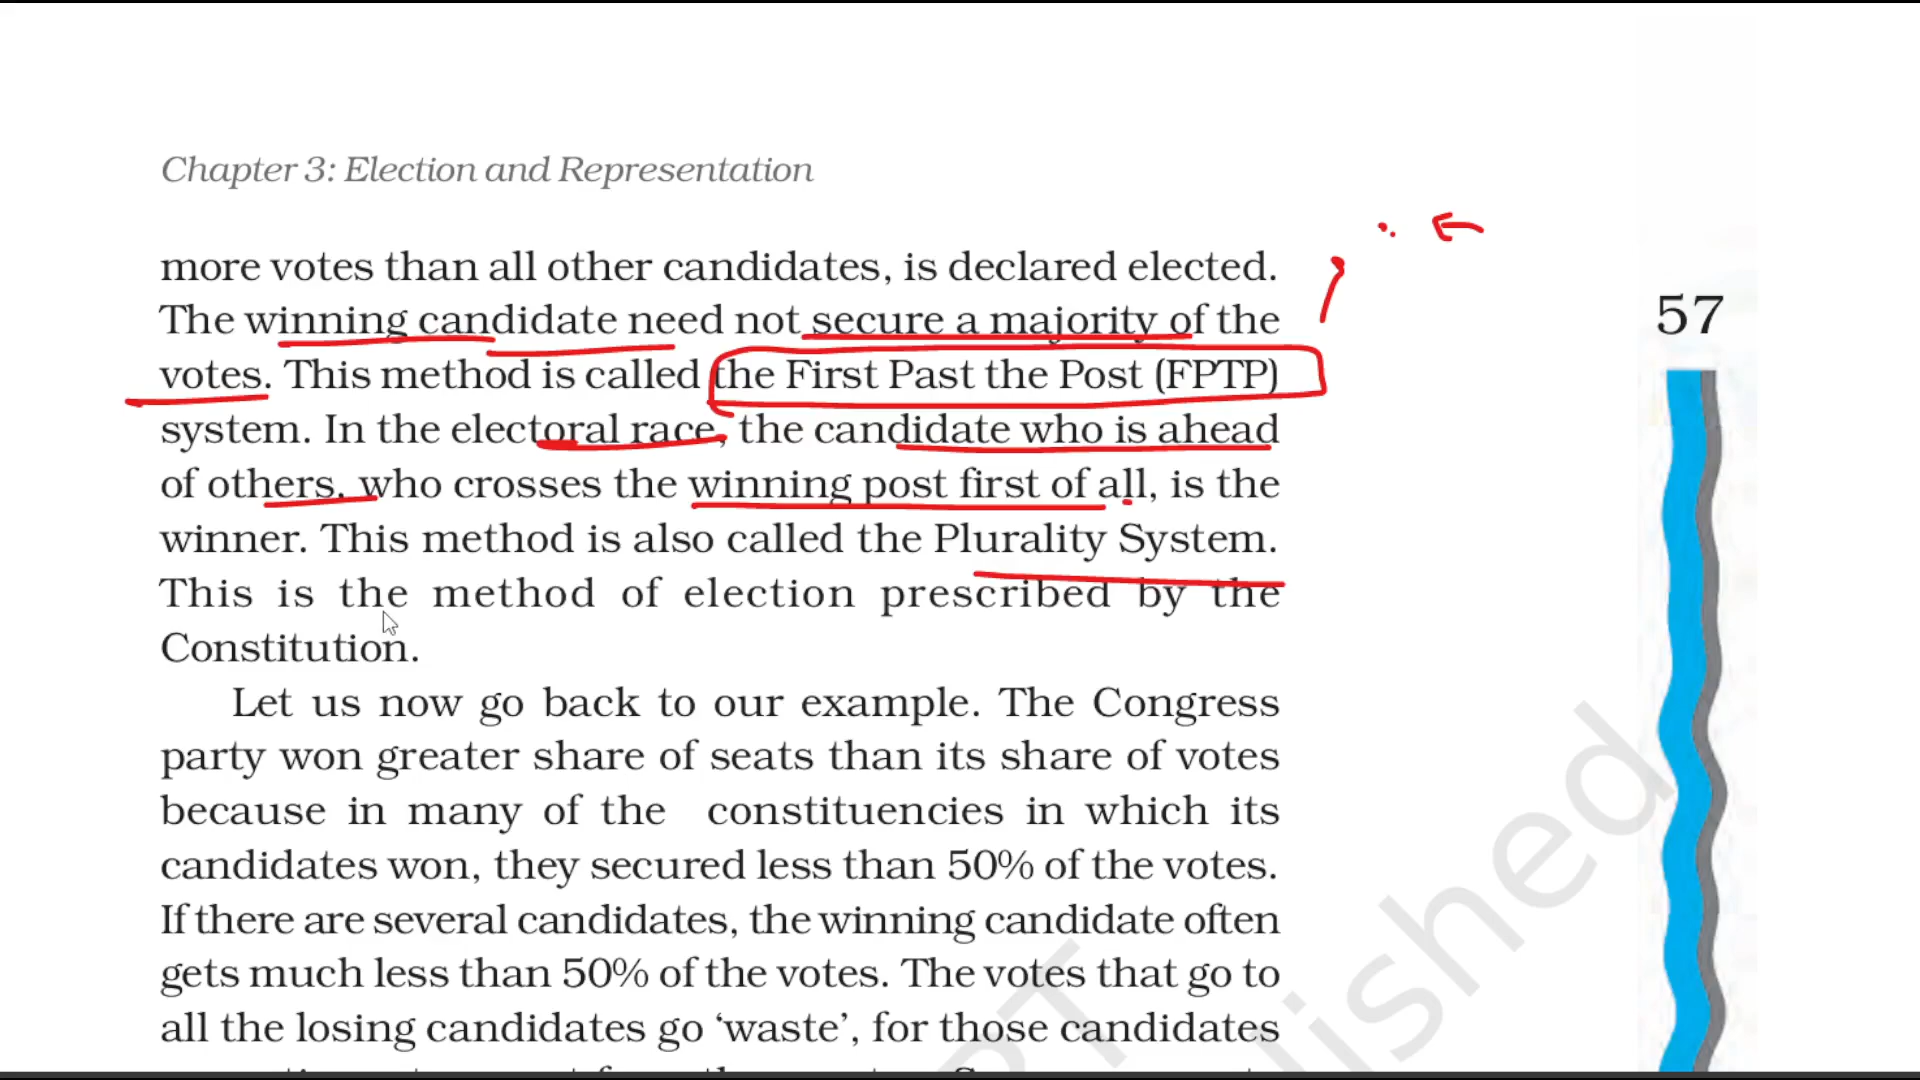 Chapter 3: Election and Representation
more votes than all other candidates, is declared elected.
The winning candidate need not secure a majority of the
votes. This method is called the First Past the Post (FPTP)
system. In the electoral race, the candidate who is ahead
of others, who crosses the winning post first of all, is the
winner. This method is also called the Plurality System.
This is the method of election prescribed by the
Constitution.
57
Let us now go back to our example. The Congress
party won greater share of seats than its share of votes
because in many of the constituencies in which its
candidates won, they secured less than 50% of the votes.
If there are several candidates, the winning candidate often
gets much less than 50% of the votes. The votes that go to
all the losing candidates go ‘waste’, for those candidates